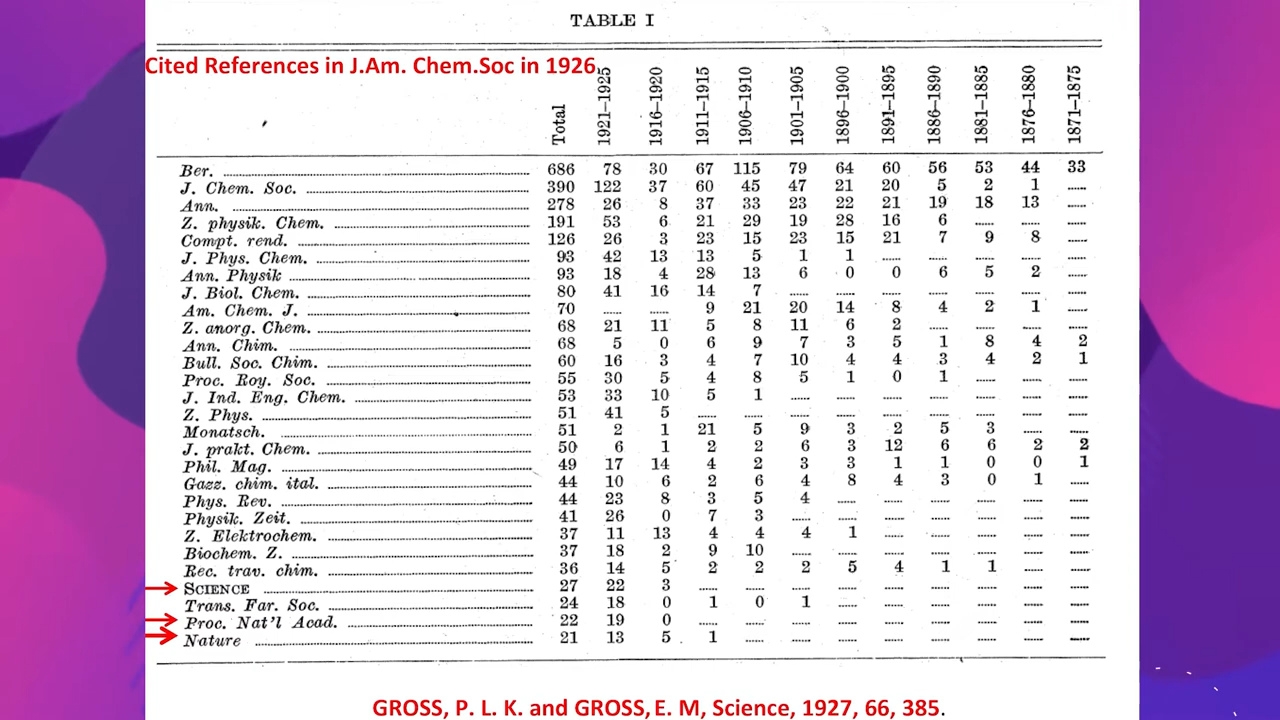 TABLE I
Cited References in J.Am. Chem.Soc in 1926
Total 1921–1925 1916–1920 1911–1915 1906–1910 1901–1905 1896–1900 1891–1895 1886–1890 1881–1885 1876–1880 1871–1875
Ber. 686 78 30 67 115 79 64 60 56 53 44 33
J. Chem. Soc. 390 122 37 60 45 47 21 20 5 2 1 ......
Ann. 278 26 8 37 33 23 22 21 19 18 13 ......
Z. physik. Chem. 191 53 6 21 29 19 28 16 6 ...... ...... ......
Compt. rend. 126 26 3 23 15 23 15 21 7 9 8 ......
J. Phys. Chem. 93 42 13 13 5 1 1 ...... ...... ...... ...... ......
Ann. Physik 93 18 4 28 13 6 0 0 6 5 2 ......
J. Biol. Chem. 80 41 16 14 7 ...... ...... ...... ...... ...... ...... ......
Am. Chem. J. 70 ...... ...... 9 21 20 14 8 4 2 1 ......
Z. anorg. Chem. 68 21 11 5 8 11 6 2 ...... ...... ...... ......
Ann. Chim. 68 5 0 6 9 7 3 5 1 8 4 2
Bull. Soc. Chim. 60 16 3 4 7 10 4 4 3 4 2 1
Proc. Roy. Soc. 55 30 5 4 8 5 1 0 1 ...... ...... ......
J. Ind. Eng. Chem. 53 33 10 5 1 ...... ...... ...... ...... ...... ...... ......
Z. Phys. 51 41 5 ...... ...... ...... ...... ...... ...... ...... ...... ......
Monatsch. 51 2 1 21 5 9 3 2 5 3 ...... ......
J. prakt. Chem. 50 6 1 2 2 6 3 12 6 6 2 2
Phil. Mag. 49 17 14 4 2 3 3 1 1 0 0 1
Gazz. chim. ital. 44 10 6 2 6 4 8 4 3 0 1 ......
Phys. Rev. 44 23 8 3 5 4 ...... ...... ...... ...... ...... ......
Physik. Zeit. 41 26 0 7 3 ...... ...... ...... ...... ...... ...... ......
Z. Elektrochem. 37 11 13 4 4 4 1 ...... ...... ...... ...... ......
Biochem. Z. 37 18 2 9 10 ...... ...... ...... ...... ...... ...... ......
Rec. trav. chim. 36 14 5 2 2 2 5 4 1 1 ...... ......
SCIENCE 27 22 3 ...... ...... ...... ...... ...... ...... ...... ...... ......
Trans. Far. Soc. 24 18 0 1 0 1 ...... ...... ...... ...... ...... ......
Proc. Nat'l Acad. 22 19 0 ...... ...... ...... ...... ...... ...... ...... ...... ......
Nature 21 13 5 1 ...... ...... ...... ...... ...... ...... ...... ......
GROSS, P. L. K. and GROSS, E. M, Science, 1927, 66, 385.